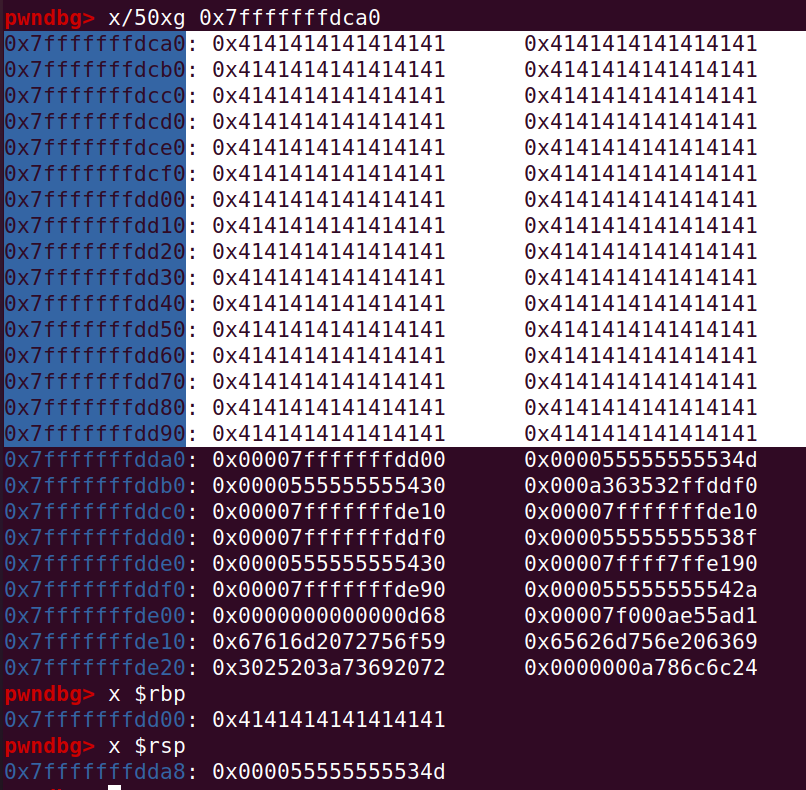 pwndbg> x/50xg 0x7fffffffdca0
0x7fffffffdca0: 0x4141414141414141 0x4141414141414141
0x7fffffffdcb0: 0x4141414141414141 0x4141414141414141
0x7fffffffdcc0: 0x4141414141414141 0x4141414141414141
0x7fffffffdcd0: 0x4141414141414141 0x4141414141414141
0x7fffffffdce0: 0x4141414141414141 0x4141414141414141
0x7fffffffdcf0: 0x4141414141414141 0x4141414141414141
0x7fffffffdd00: 0x4141414141414141 0x4141414141414141
0x7fffffffdd10: 0x4141414141414141 0x4141414141414141
0x7fffffffdd20: 0x4141414141414141 0x4141414141414141
0x7fffffffdd30: 0x4141414141414141 0x4141414141414141
0x7fffffffdd40: 0x4141414141414141 0x4141414141414141
0x7fffffffdd50: 0x4141414141414141 0x4141414141414141
0x7fffffffdd60: 0x4141414141414141 0x4141414141414141
0x7fffffffdd70: 0x4141414141414141 0x4141414141414141
0x7fffffffdd80: 0x4141414141414141 0x4141414141414141
0x7fffffffdd90: 0x4141414141414141 0x4141414141414141
0x7fffffffdda0: 0x00007fffffffdd00 0x000055555555534d
0x7fffffffddb0: 0x0000555555555430 0x000a363532ffddf0
0x7fffffffddc0: 0x00007fffffffde10 0x00007fffffffde10
0x7fffffffddd0: 0x00007fffffffddf0 0x000055555555538f
0x7fffffffdde0: 0x0000555555555430 0x00007ffff7ffe190
0x7fffffffddf0: 0x00007fffffffde90 0x000055555555542a
0x7fffffffde00: 0x0000000000000d68 0x00007f000ae55ad1
0x7fffffffde10: 0x67616d2072756f59 0x65626d756e206369
0x7fffffffde20: 0x3025203a73692072 0x0000000a786c6c24
pwndbg> x $rbp
0x7fffffffdd00: 0x4141414141414141
pwndbg> x $rsp
0x7fffffffdda8: 0x000055555555534d